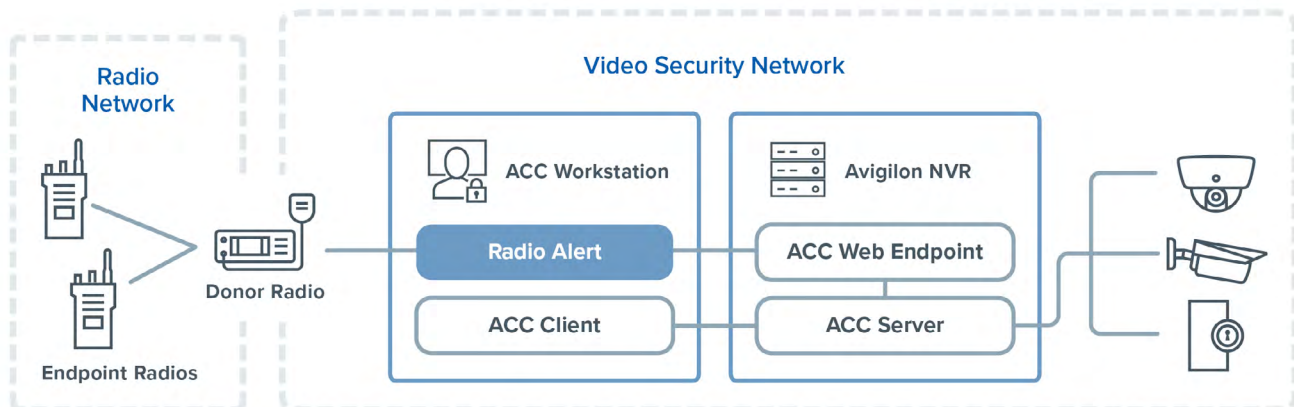 Radio
Network
Video Security Network
ACC Workstation
Avigilon NVR
Radio Alert
ACC Web Endpoint
Donor Radio
ACC Client
ACC Server
Endpoint Radios